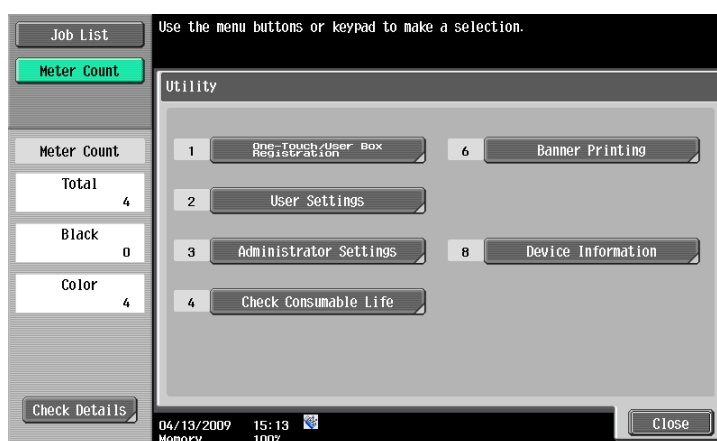 Job List
Use the menu buttons or keypad to make a selection.
Meter Count
Utility
Meter Count
Total
4
Black
0
Color
4
Check Details
1 One-Touch/User Box
Registration
2 User Settings
3 Administrator Settings
4 Check Consumable Life
6 Banner Printing
8 Device Information
04/13/2009 15:13
Memory 100%
Close